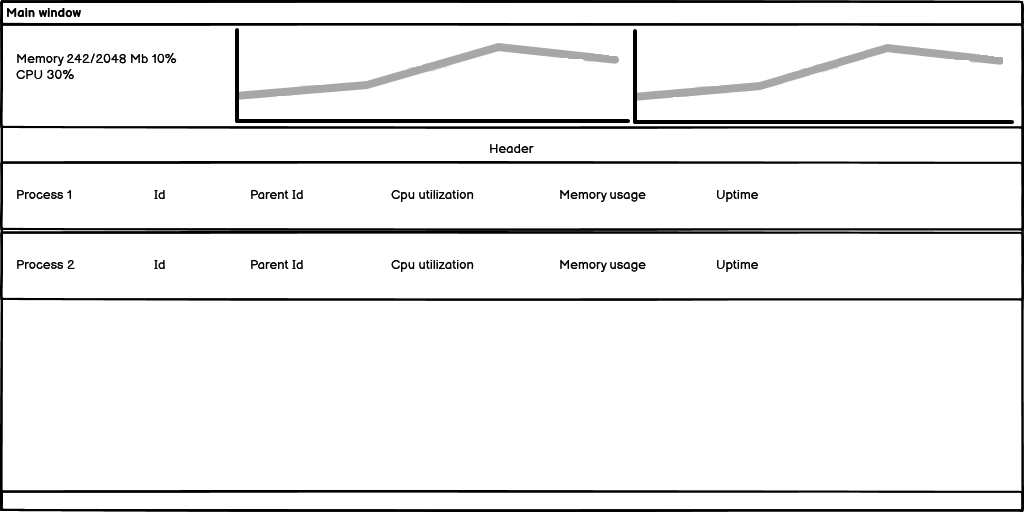 Main window
Memory 242/2048 Mb 10%
CPU 30%
Header
Process 1 Id Parent Id Cpu utilization Memory usage Uptime
Process 2 Id Parent Id Cpu utilization Memory usage Uptime